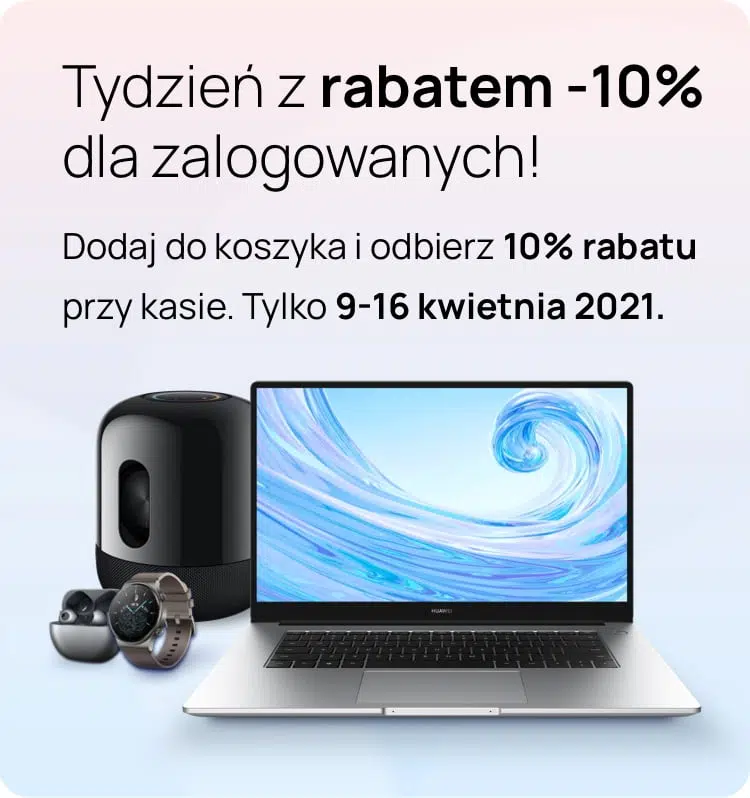 Tydzień z rabatem -10%
dla zalogowanych!
Dodaj do koszyka i odbierz 10% rabatu
przy kasie. Tylko 9-16 kwietnia 2021.
HUAWEI